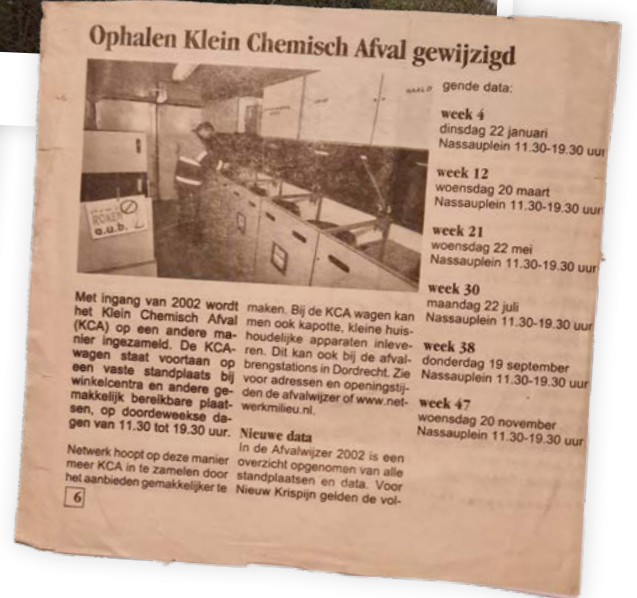 Ophalen Klein Chemisch Afval gewijzigd
ROKEN
a.u.b.
Met ingang van 2002 wordt
het Klein Chemisch Afval
(KCA) op een andere ma-
nier ingezameld. De KCA-
wagen staat voortaan op
een vaste standplaats bij
winkelcentra en andere ge-
makkelijk bereikbare plaat-
sen, op doordeweekse da-
gen van 11.30 tot 19.30 uur.
Netwerk hoopt op deze manier
meer KCA in te zamelen door
het aanbieden gemakkelijker te
6
maken. Bij de KCA wagen kan
men ook kapotte, kleine huis-
houdelijke apparaten inleve-
ren. Dit kan ook bij de afval-
brengstations in Dordrecht. Zie
voor adressen en openingstij-
den de afvalwijzer of www.net-
werkmilieu.nl.
Nieuwe data
In de Afvalwijzer 2002 is een
overzicht opgenomen van alle
standplaatsen en data. Voor
Nieuw Krispijn gelden de vol-
gende data:
week 4
dinsdag 22 januari
Nassauplein 11.30-19.30 uur
week 12
woensdag 20 maart
Nassauplein 11.30-19.30 uur
week 21
woensdag 22 mei
Nassauplein 11.30-19.30 uur
week 30
maandag 22 juli
Nassauplein 11.30-19.30 uur
week 38
donderdag 19 september
Nassauplein 11.30-19.30 uur
week 47
woensdag 20 november
Nassauplein 11.30-19.30 uur